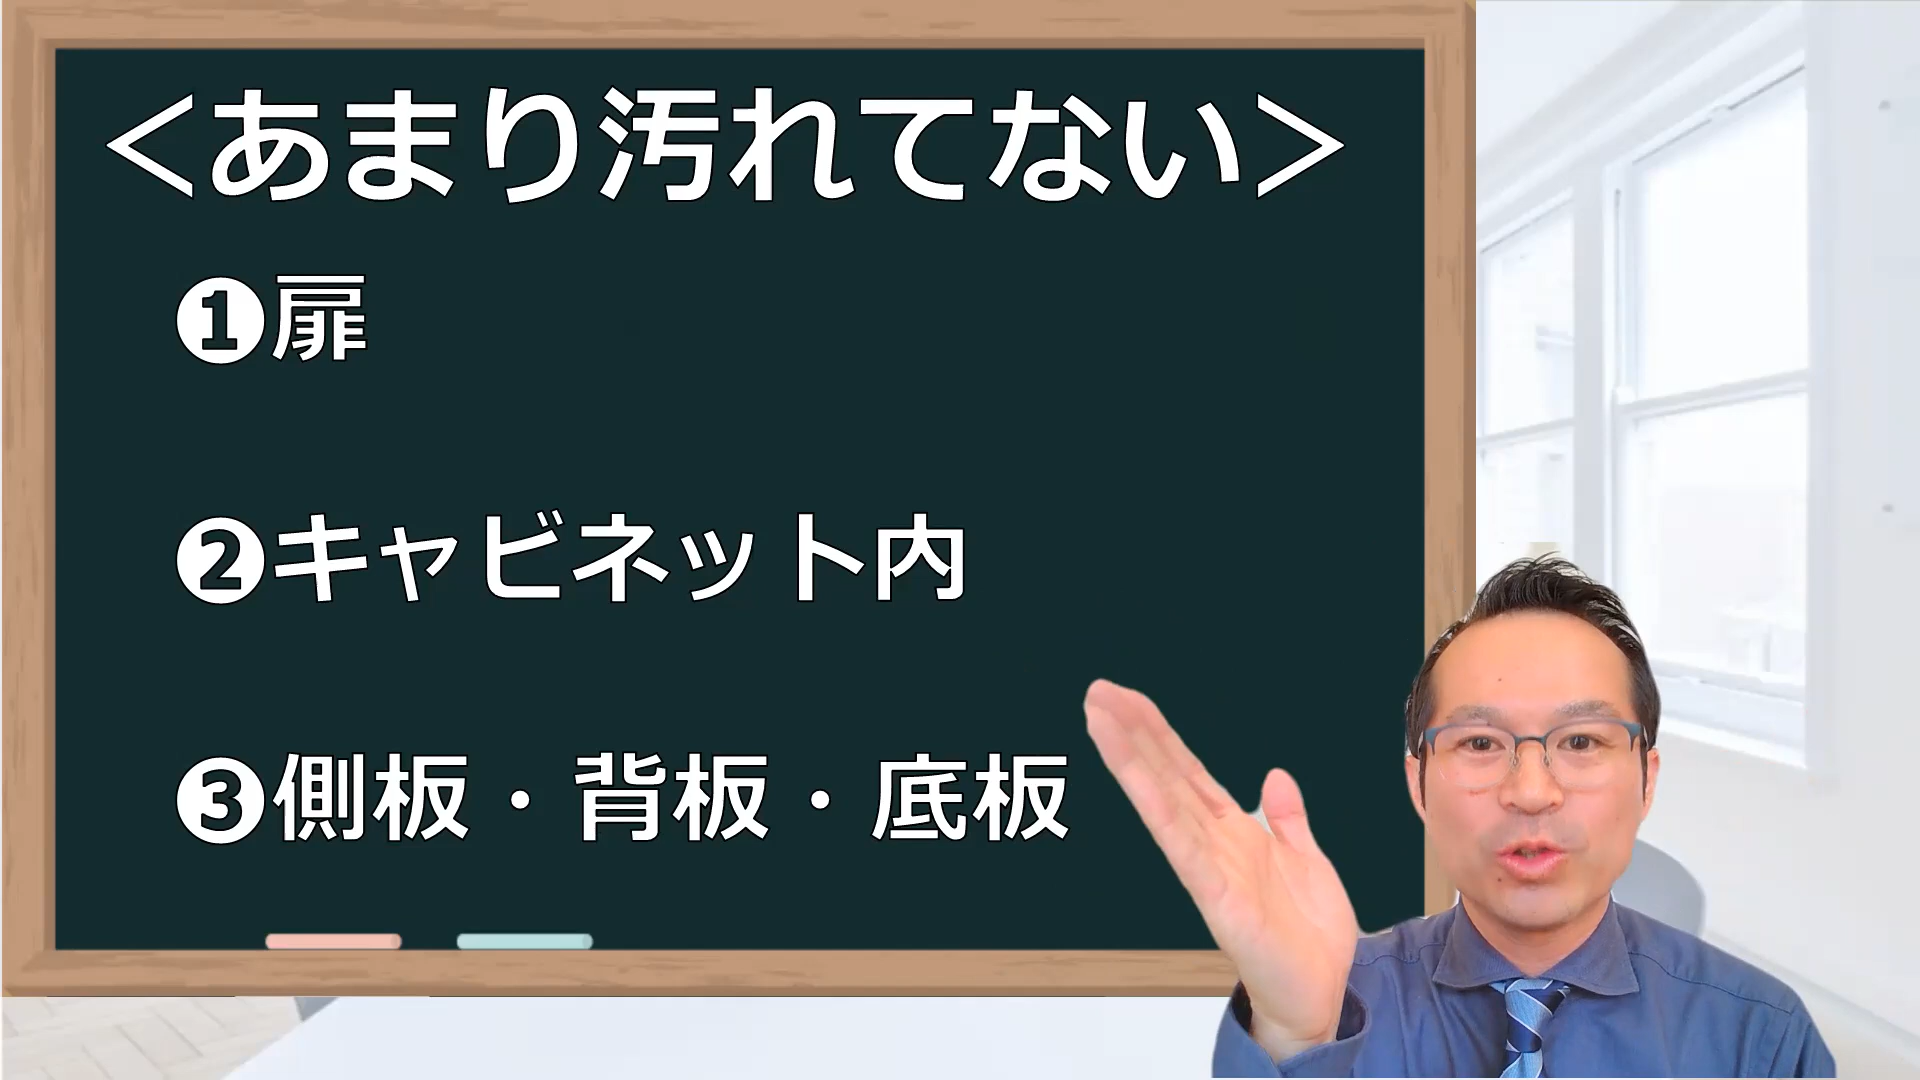 ＜あまり汚れてない＞
❶扉
❷キャビネット内
❸側板・背板・底板